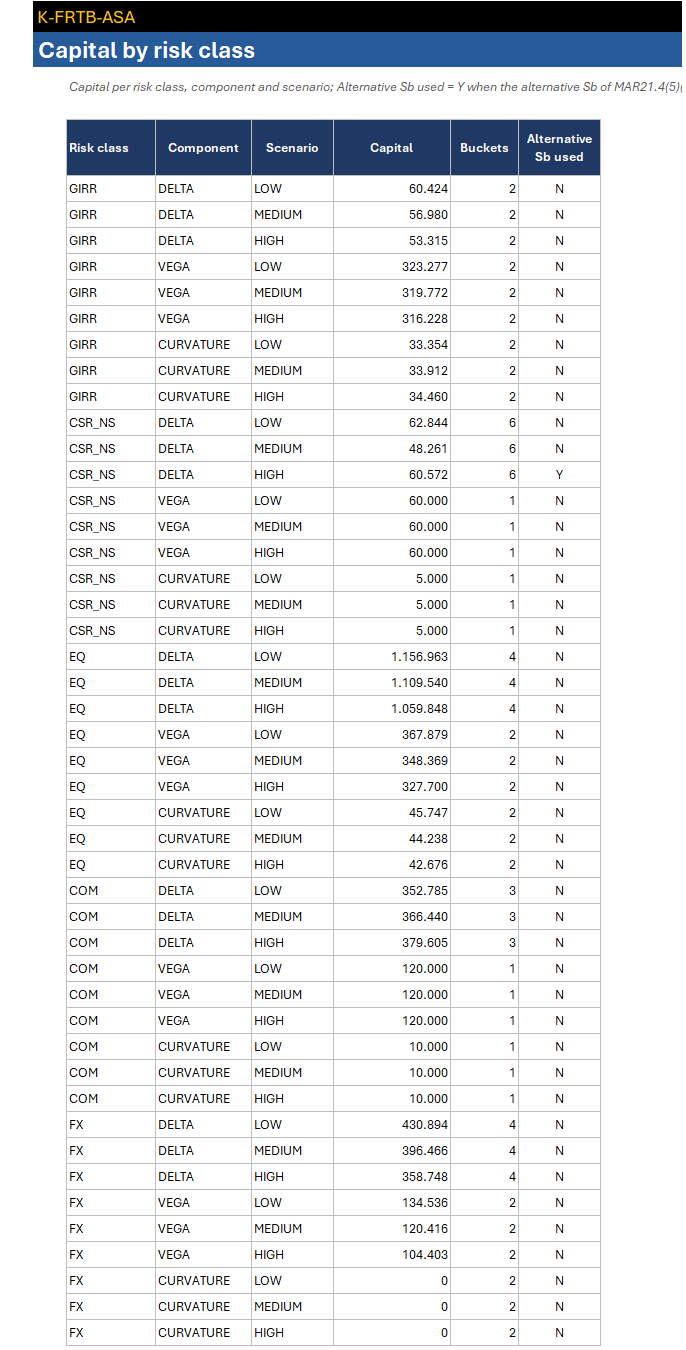 K-FRTB-ASA
Capital by risk class
Capital per risk class, component and scenario; Alternative Sb used = Y when the alternative Sb of MAR21.4(5)(
Risk class Component Scenario Capital Buckets Alternative Sb used
GIRR DELTA LOW 60.424 2 N
GIRR DELTA MEDIUM 56.980 2 N
GIRR DELTA HIGH 53.315 2 N
GIRR VEGA LOW 323.277 2 N
GIRR VEGA MEDIUM 319.772 2 N
GIRR VEGA HIGH 316.228 2 N
GIRR CURVATURE LOW 33.354 2 N
GIRR CURVATURE MEDIUM 33.912 2 N
GIRR CURVATURE HIGH 34.460 2 N
CSR_NS DELTA LOW 62.844 6 N
CSR_NS DELTA MEDIUM 48.261 6 N
CSR_NS DELTA HIGH 60.572 6 Y
CSR_NS VEGA LOW 60.000 1 N
CSR_NS VEGA MEDIUM 60.000 1 N
CSR_NS VEGA HIGH 60.000 1 N
CSR_NS CURVATURE LOW 5.000 1 N
CSR_NS CURVATURE MEDIUM 5.000 1 N
CSR_NS CURVATURE HIGH 5.000 1 N
EQ DELTA LOW 1.156.963 4 N
EQ DELTA MEDIUM 1.109.540 4 N
EQ DELTA HIGH 1.059.848 4 N
EQ VEGA LOW 367.879 2 N
EQ VEGA MEDIUM 348.369 2 N
EQ VEGA HIGH 327.700 2 N
EQ CURVATURE LOW 45.747 2 N
EQ CURVATURE MEDIUM 44.238 2 N
EQ CURVATURE HIGH 42.676 2 N
COM DELTA LOW 352.785 3 N
COM DELTA MEDIUM 366.440 3 N
COM DELTA HIGH 379.605 3 N
COM VEGA LOW 120.000 1 N
COM VEGA MEDIUM 120.000 1 N
COM VEGA HIGH 120.000 1 N
COM CURVATURE LOW 10.000 1 N
COM CURVATURE MEDIUM 10.000 1 N
COM CURVATURE HIGH 10.000 1 N
FX DELTA LOW 430.894 4 N
FX DELTA MEDIUM 396.466 4 N
FX DELTA HIGH 358.748 4 N
FX VEGA LOW 134.536 2 N
FX VEGA MEDIUM 120.416 2 N
FX VEGA HIGH 104.403 2 N
FX CURVATURE LOW 0 2 N
FX CURVATURE MEDIUM 0 2 N
FX CURVATURE HIGH 0 2 N